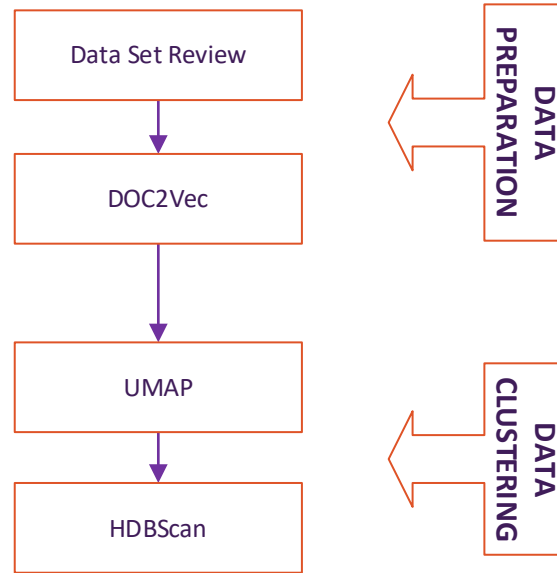 Data Set Review
DOC2Vec
UMAP
HDBScan
DATA
PREPARATION
DATA
CLUSTERING